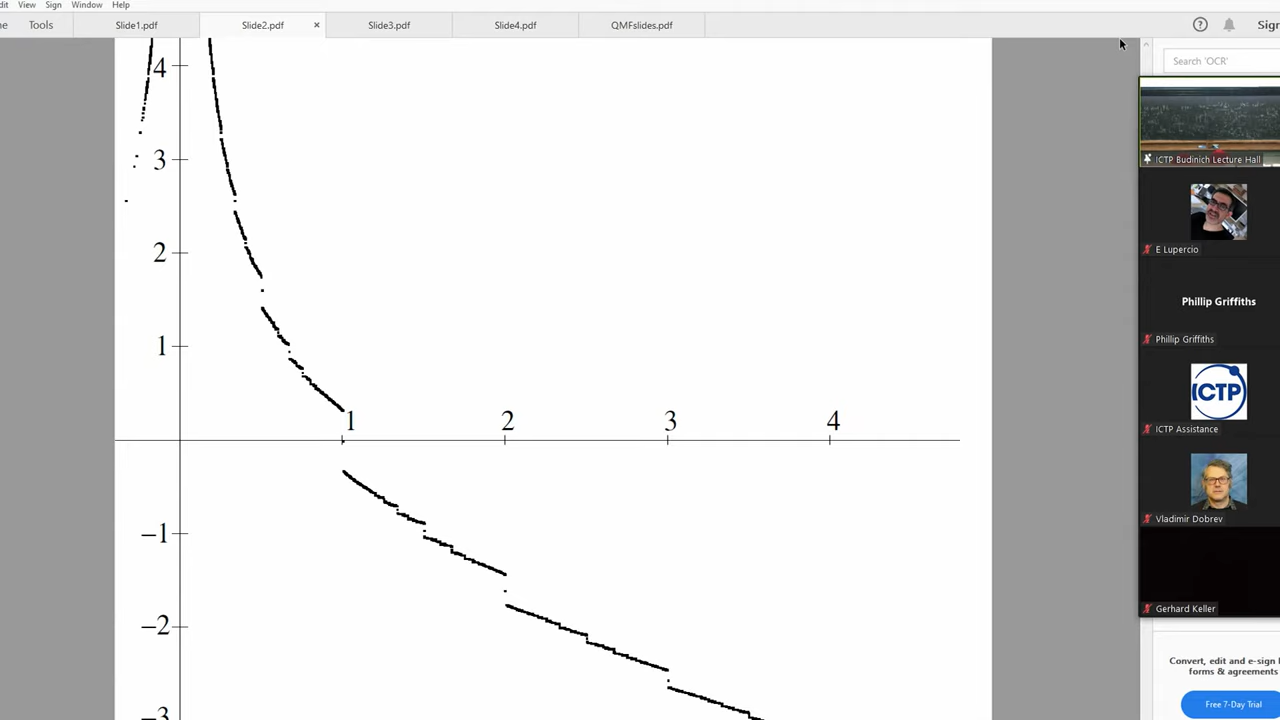 dit View Sign Window Help
ne Tools Slide1.pdf Slide2.pdf × Slide3.pdf Slide4.pdf QMFslides.pdf ? Sign
Search 'OCR'
4
3
2
1
1 2 3 4
−1
−2
−3
ICTP Budinich Lecture Hall
E Lupercio
Phillip Griffiths
Phillip Griffiths
ICTP
ICTP Assistance
Vladimir Dobrev
Gerhard Keller
Convert, edit and e-sign
forms & agreements
Free 7-Day Trial